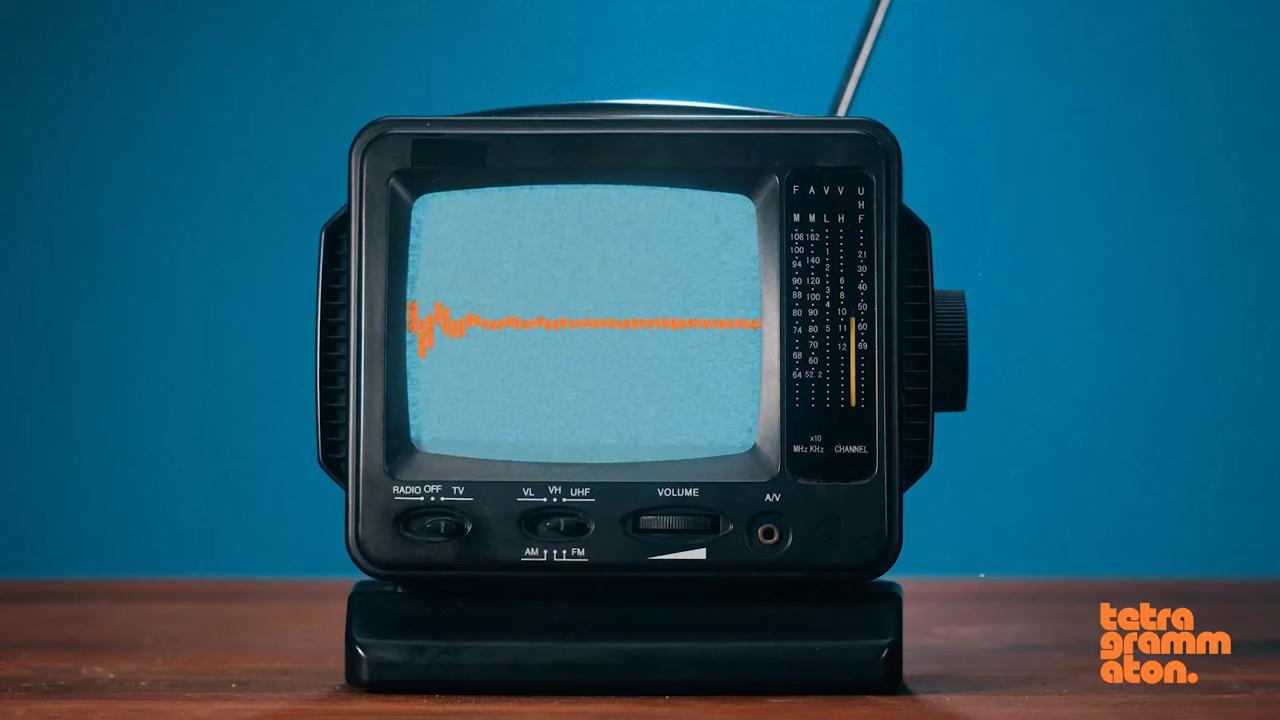 F A V V U
H
M M L H F
108 162
100
94 140
90 120
88 100
80 90
74 80
70
68 60
64 52.2
1
2
3
4
5
6
8
10
11
12
21
30
40
50
60
69
x10
MHz KHz CHANNEL
RADIO OFF TV
VL VH UHF
VOLUME
A/V
AM FM
tetra
gramm
aton.